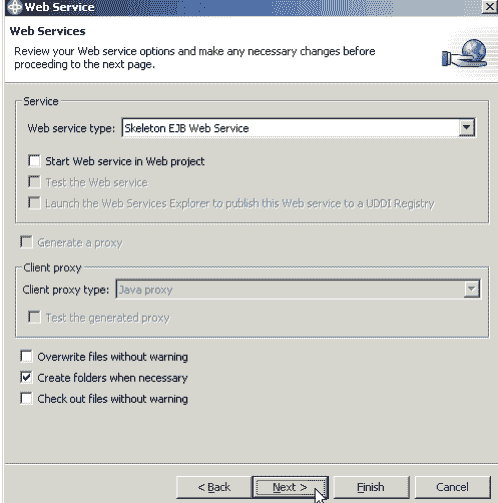 Web Service
Web Services
Review your Web service options and make any necessary changes before
proceeding to the next page.
Service
Web service type: Skeleton EJB Web Service
Start Web service in Web project
Test the Web service
Launch the Web Services Explorer to publish this Web service to a UDDI Registry
Generate a proxy
Client proxy
Client proxy type: Java proxy
Test the generated proxy
Overwrite files without warning
Create folders when necessary
Check out files without warning
< Back Next > Finish Cancel